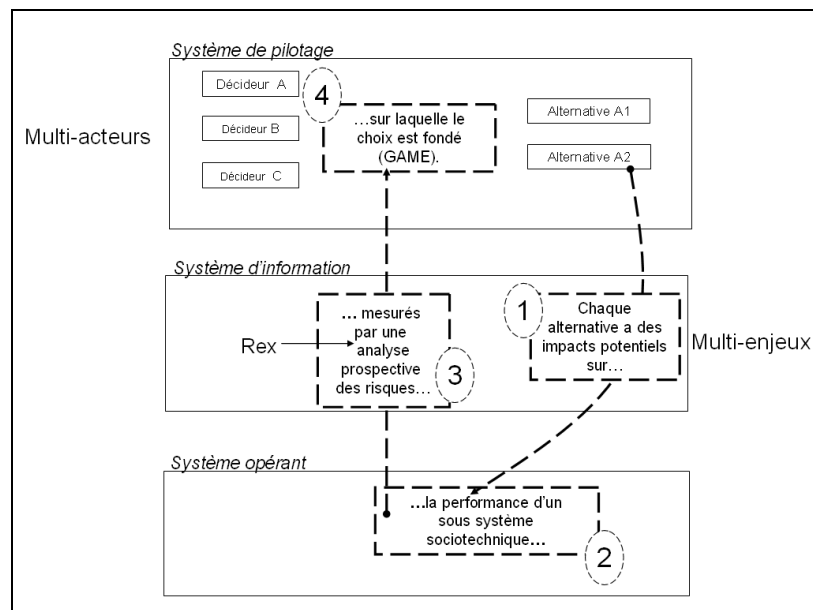 Système de pilotage
Décideur A
Décideur B
Décideur C
Multi-acteurs
4
…sur laquelle le
choix est fondé
(GAME).
Alternative A1
Alternative A2
Système d'information
Rex
… mesurés
par une
analyse
prospective
des risques…
3
1
Chaque
alternative a des
impacts potentiels
sur…
Multi-enjeux
Système opérant
…la performance d'un
sous système
sociotechnique…
2